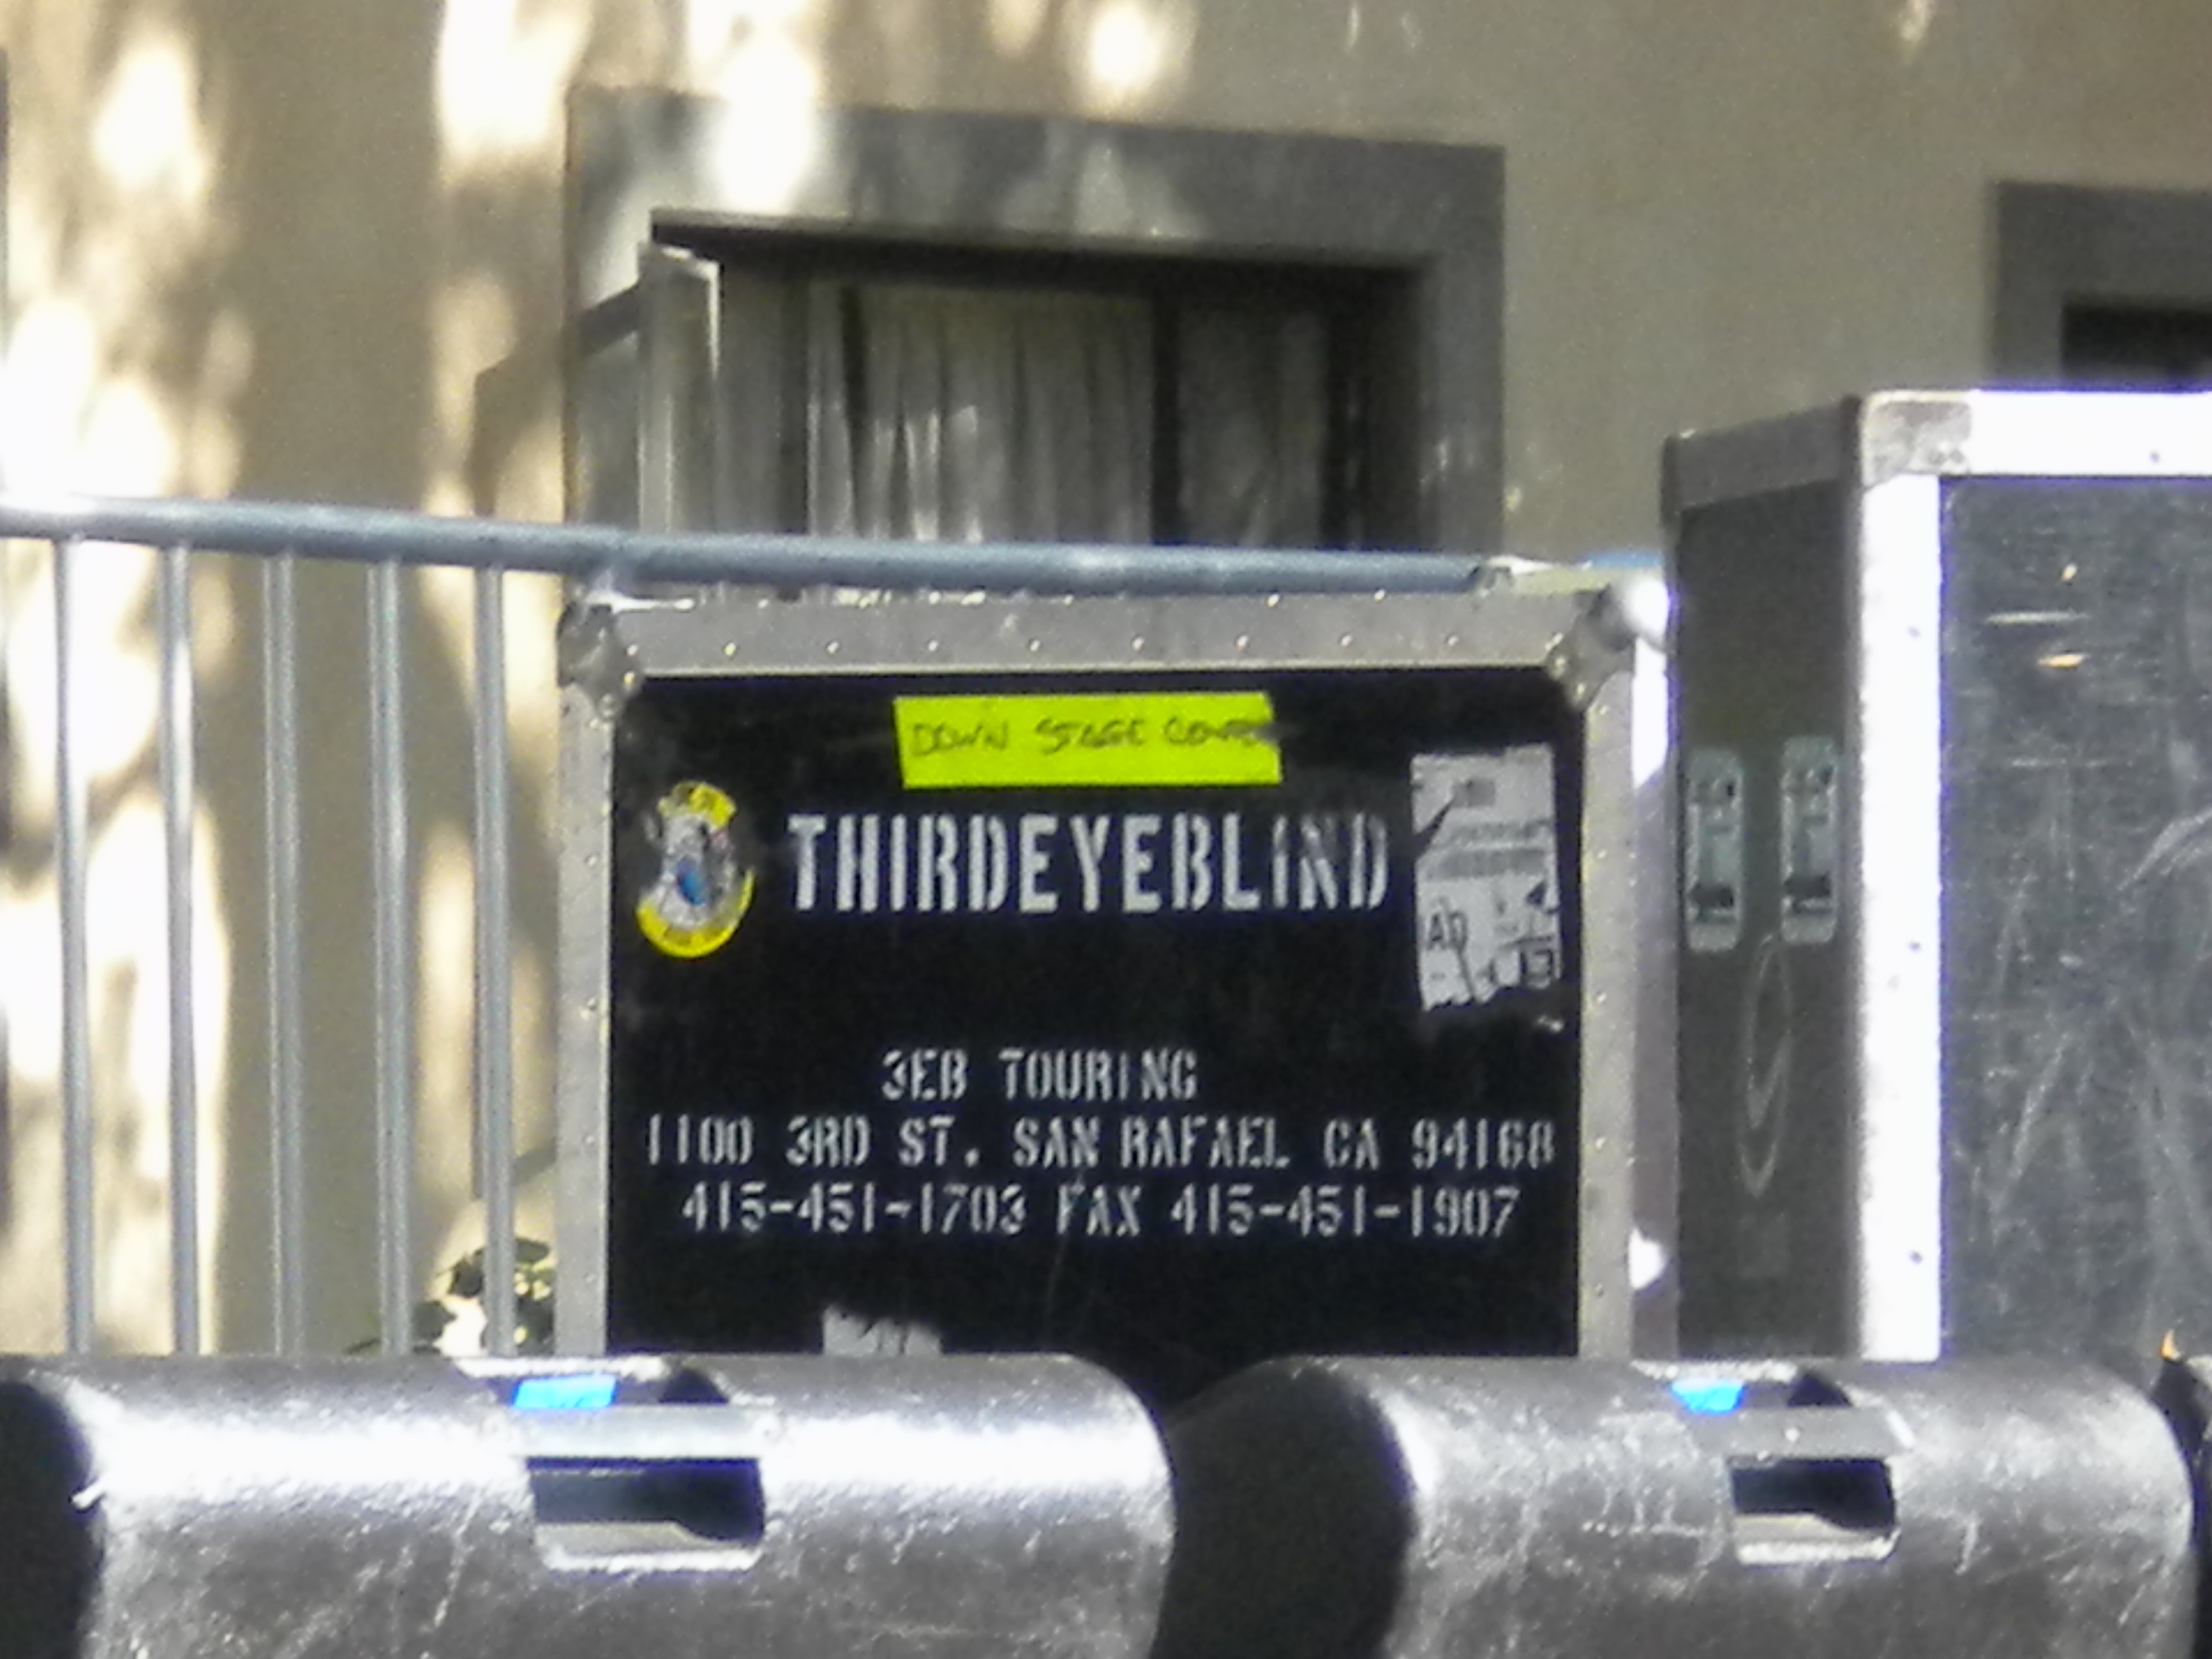 DOWN STAGE CENTER
THIRDEYEBLIND
AD
3EB TOURING
1100 3RD ST. SAN RAFAEL CA 94168
415-451-1703 FAX 415-451-1907